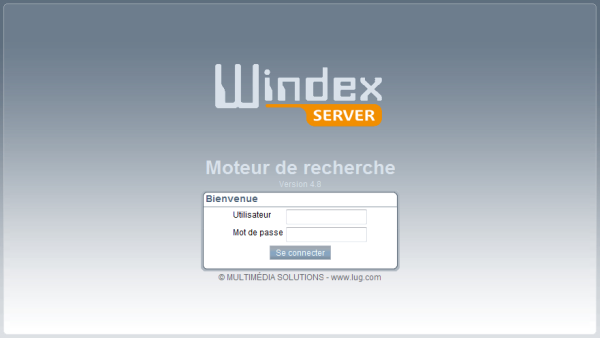 Windex
SERVER
Moteur de recherche
Version 4.8
Bienvenue
Utilisateur
Mot de passe
Se connecter
© MULTIMÉDIA SOLUTIONS - www.lug.com